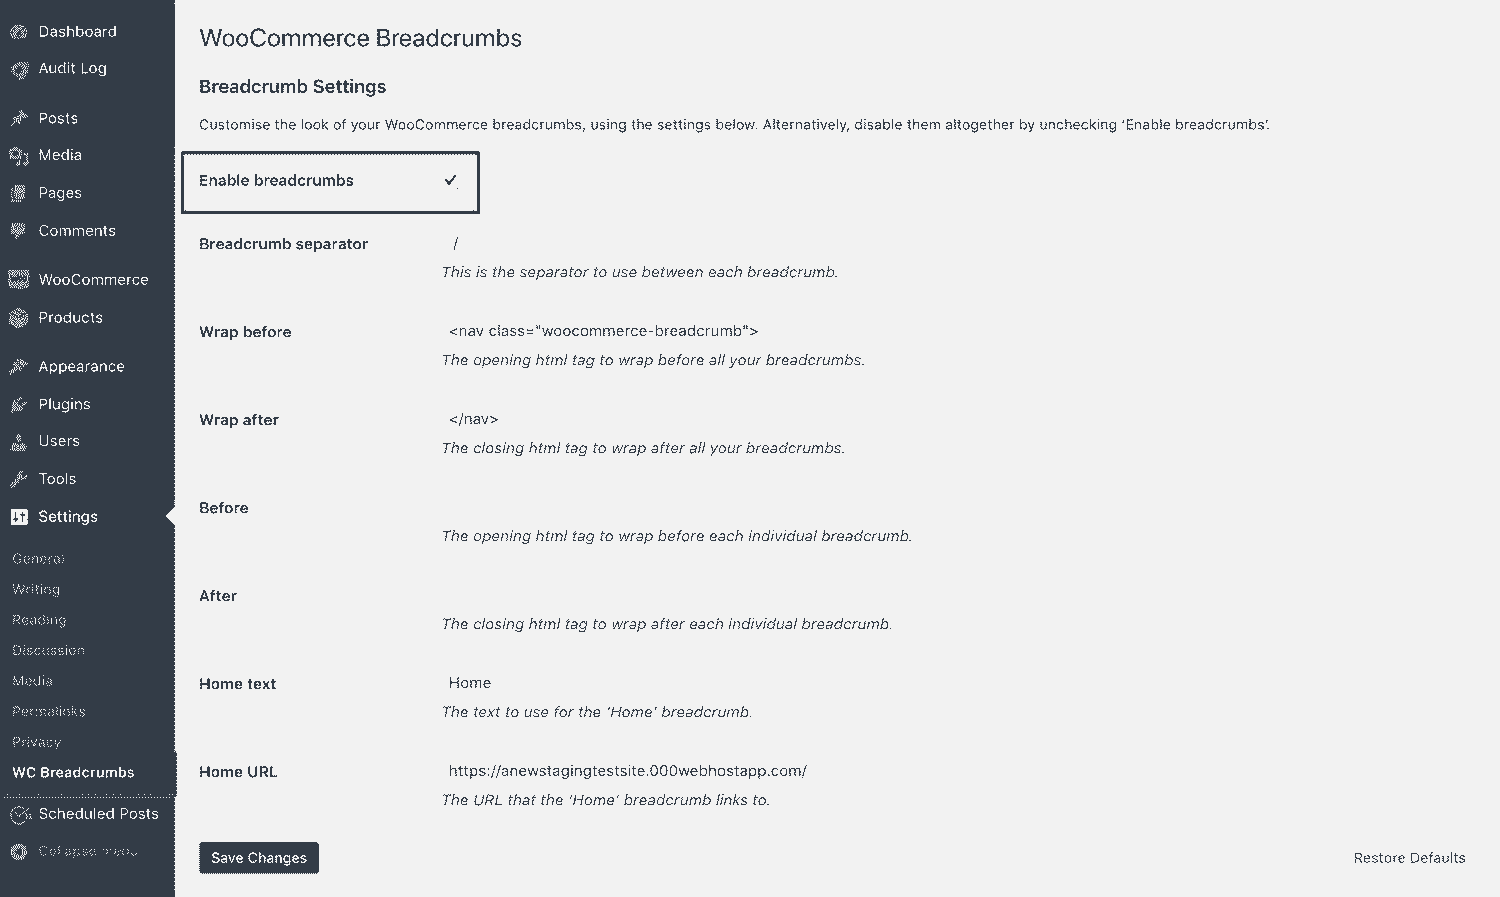 Dashboard
Audit Log
Posts
Media
Pages
Comments
WooCommerce
Products
Appearance
Plugins
Users
Tools
Settings
General
Writing
Reading
Discussion
Media
Permalinks
Privacy
WC Breadcrumbs
Scheduled Posts
Collapse menu
WooCommerce Breadcrumbs
Breadcrumb Settings
Customise the look of your WooCommerce breadcrumbs, using the settings below. Alternatively, disable them altogether by unchecking 'Enable breadcrumbs'.
Enable breadcrumbs
Breadcrumb separator /
This is the separator to use between each breadcrumb.
Wrap before <nav class="woocommerce-breadcrumb">
The opening html tag to wrap before all your breadcrumbs.
Wrap after </nav>
The closing html tag to wrap after all your breadcrumbs.
Before
The opening html tag to wrap before each individual breadcrumb.
After
The closing html tag to wrap after each individual breadcrumb.
Home text Home
The text to use for the 'Home' breadcrumb.
Home URL https://anewstagingtestsite.000webhostapp.com/
The URL that the 'Home' breadcrumb links to.
Save Changes Restore Defaults